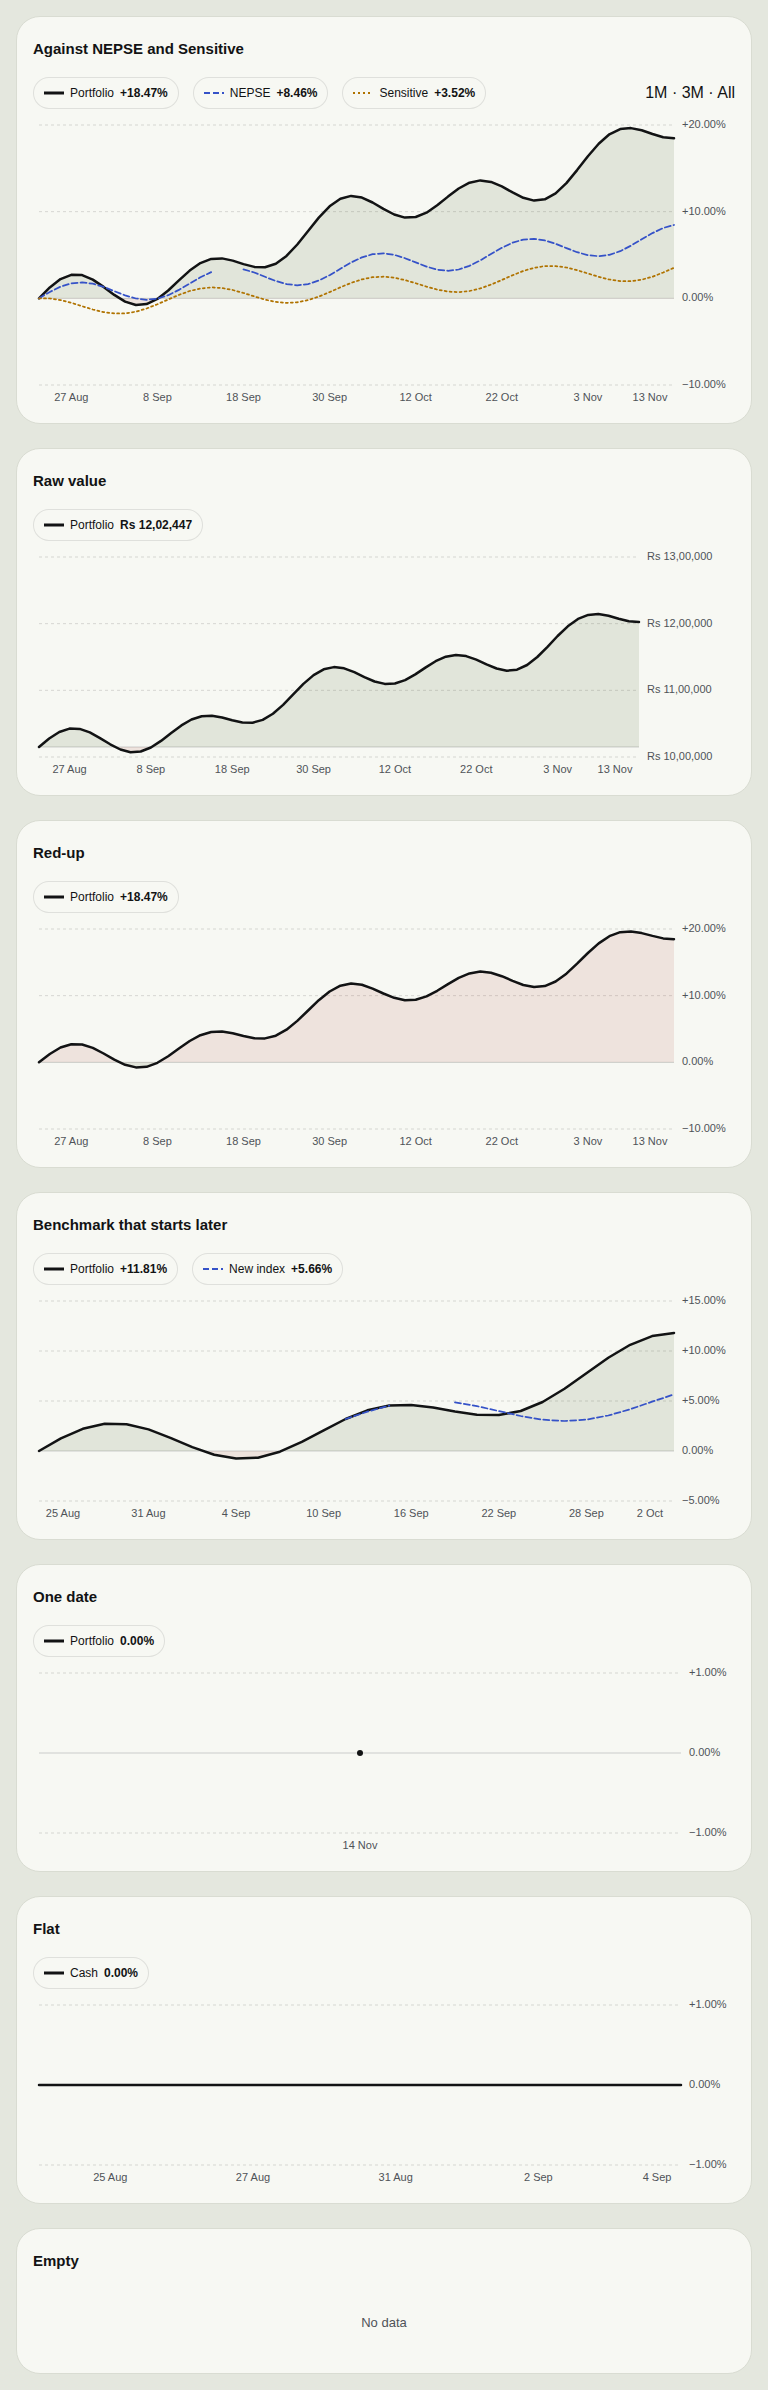 Against NEPSE and Sensitive
Portfolio +18.47% NEPSE +8.46% Sensitive +3.52% 1M · 3M · All
+20.00%
+10.00%
0.00%
−10.00%
27 Aug 8 Sep 18 Sep 30 Sep 12 Oct 22 Oct 3 Nov 13 Nov
Raw value
Portfolio Rs 12,02,447
Rs 13,00,000
Rs 12,00,000
Rs 11,00,000
Rs 10,00,000
27 Aug 8 Sep 18 Sep 30 Sep 12 Oct 22 Oct 3 Nov 13 Nov
Red-up
Portfolio +18.47%
+20.00%
+10.00%
0.00%
−10.00%
27 Aug 8 Sep 18 Sep 30 Sep 12 Oct 22 Oct 3 Nov 13 Nov
Benchmark that starts later
Portfolio +11.81% New index +5.66%
+15.00%
+10.00%
+5.00%
0.00%
−5.00%
25 Aug 31 Aug 4 Sep 10 Sep 16 Sep 22 Sep 28 Sep 2 Oct
One date
Portfolio 0.00%
+1.00%
0.00%
−1.00%
14 Nov
Flat
Cash 0.00%
+1.00%
0.00%
−1.00%
25 Aug 27 Aug 31 Aug 2 Sep 4 Sep
Empty
No data